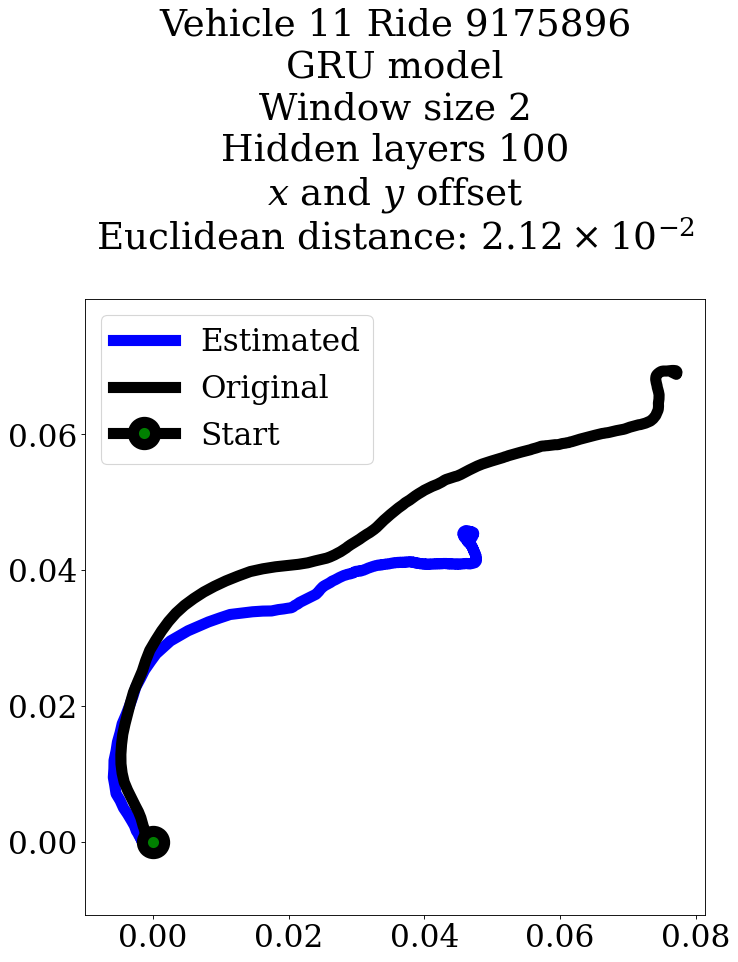 Vehicle 11 Ride 9175896
GRU model
Window size 2
Hidden layers 100
x and y offset
Euclidean distance: 2.12 × 10⁻²
Estimated
Original
Start
0.06
0.04
0.02
0.00
0.00 0.02 0.04 0.06 0.08